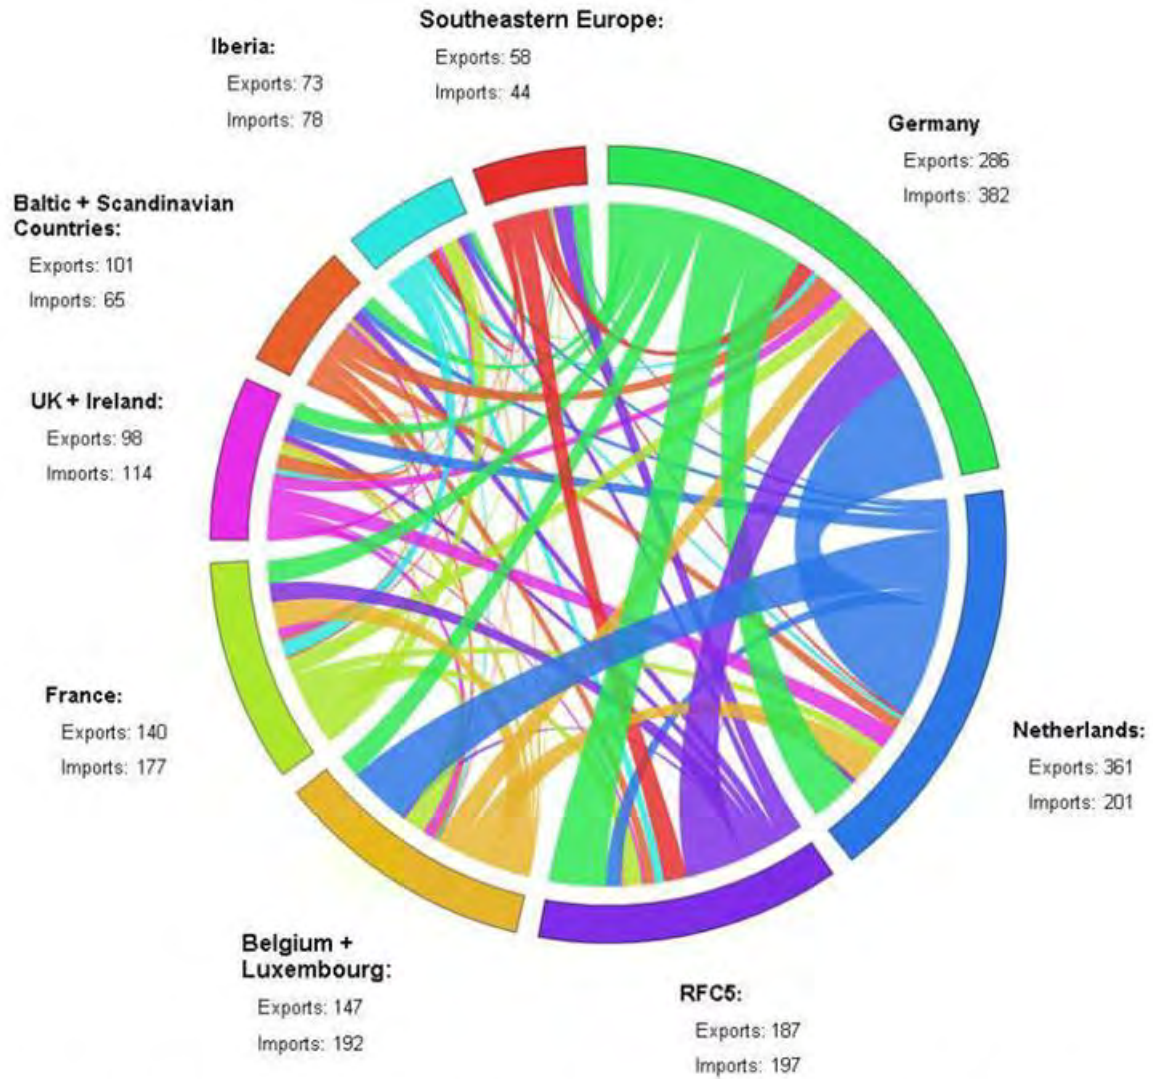 Southeastern Europe:
Exports: 58
Imports: 44
Iberia:
Exports: 73
Imports: 78
Germany
Exports: 286
Imports: 382
Baltic + Scandinavian
Countries:
Exports: 101
Imports: 65
UK + Ireland:
Exports: 98
Imports: 114
France:
Exports: 140
Imports: 177
Netherlands:
Exports: 361
Imports: 201
Belgium +
Luxembourg:
Exports: 147
Imports: 192
RFC5:
Exports: 187
Imports: 197